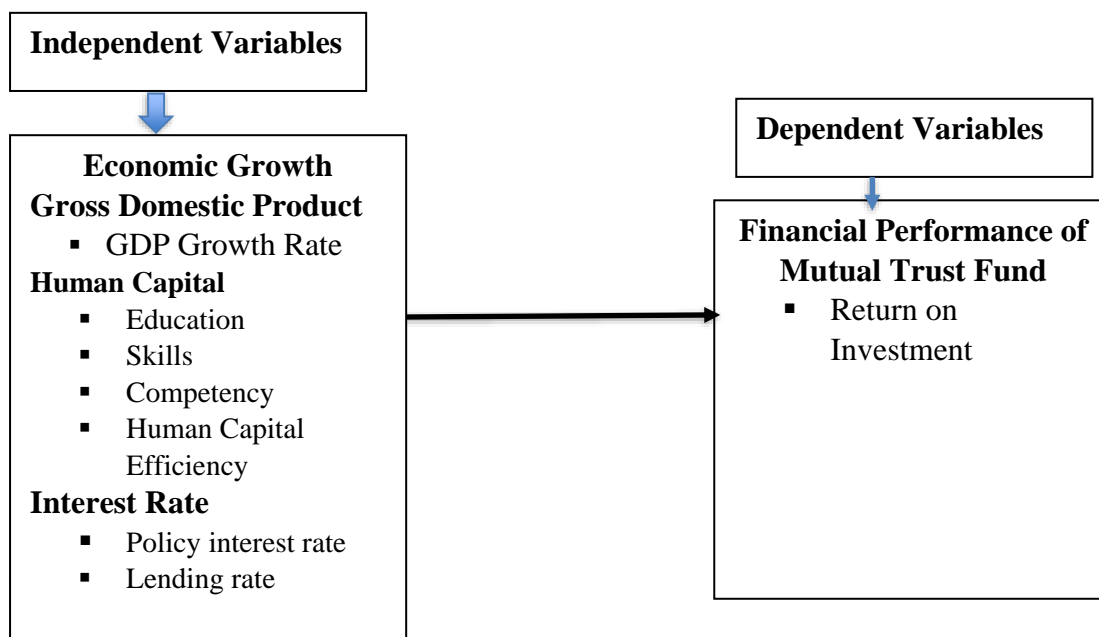 Independent Variables
Economic Growth
Gross Domestic Product
▪ GDP Growth Rate
Human Capital
▪ Education
▪ Skills
▪ Competency
▪ Human Capital
Efficiency
Interest Rate
▪ Policy interest rate
▪ Lending rate
Dependent Variables
Financial Performance of
Mutual Trust Fund
▪ Return on
Investment